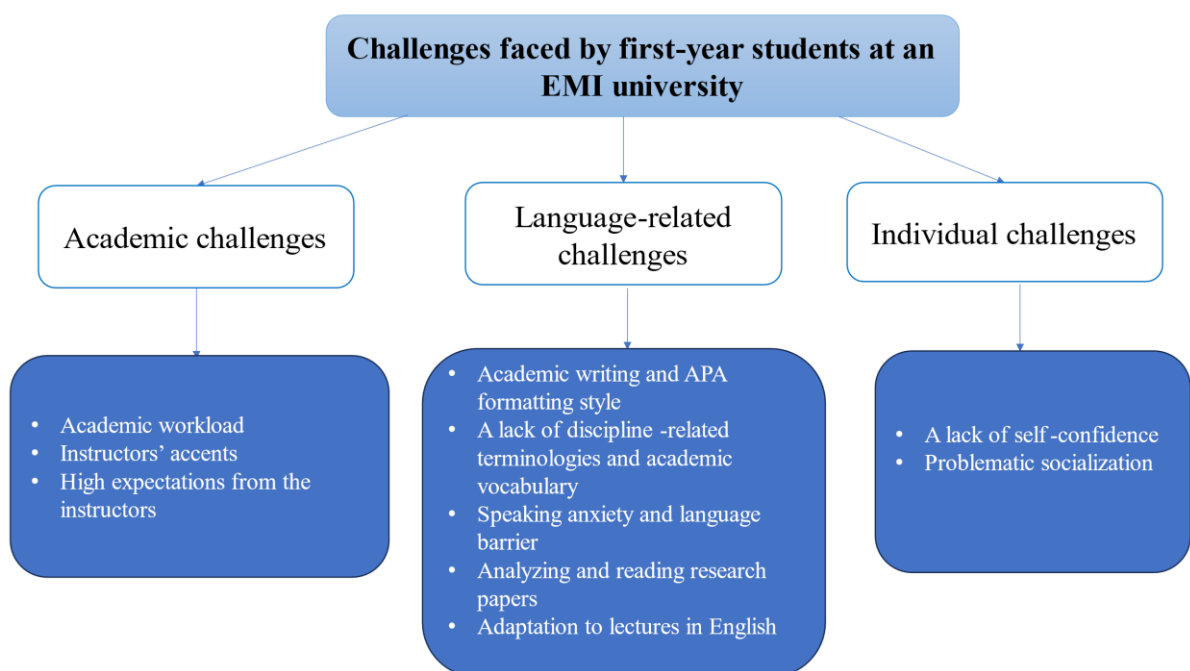 Challenges faced by first-year students at an
EMI university
Academic challenges
Language-related
challenges
Individual challenges
• Academic workload
• Instructors’ accents
• High expectations from the
instructors
• Academic writing and APA
formatting style
• A lack of discipline -related
terminologies and academic
vocabulary
• Speaking anxiety and language
barrier
• Analyzing and reading research
papers
• Adaptation to lectures in English
• A lack of self -confidence
• Problematic socialization